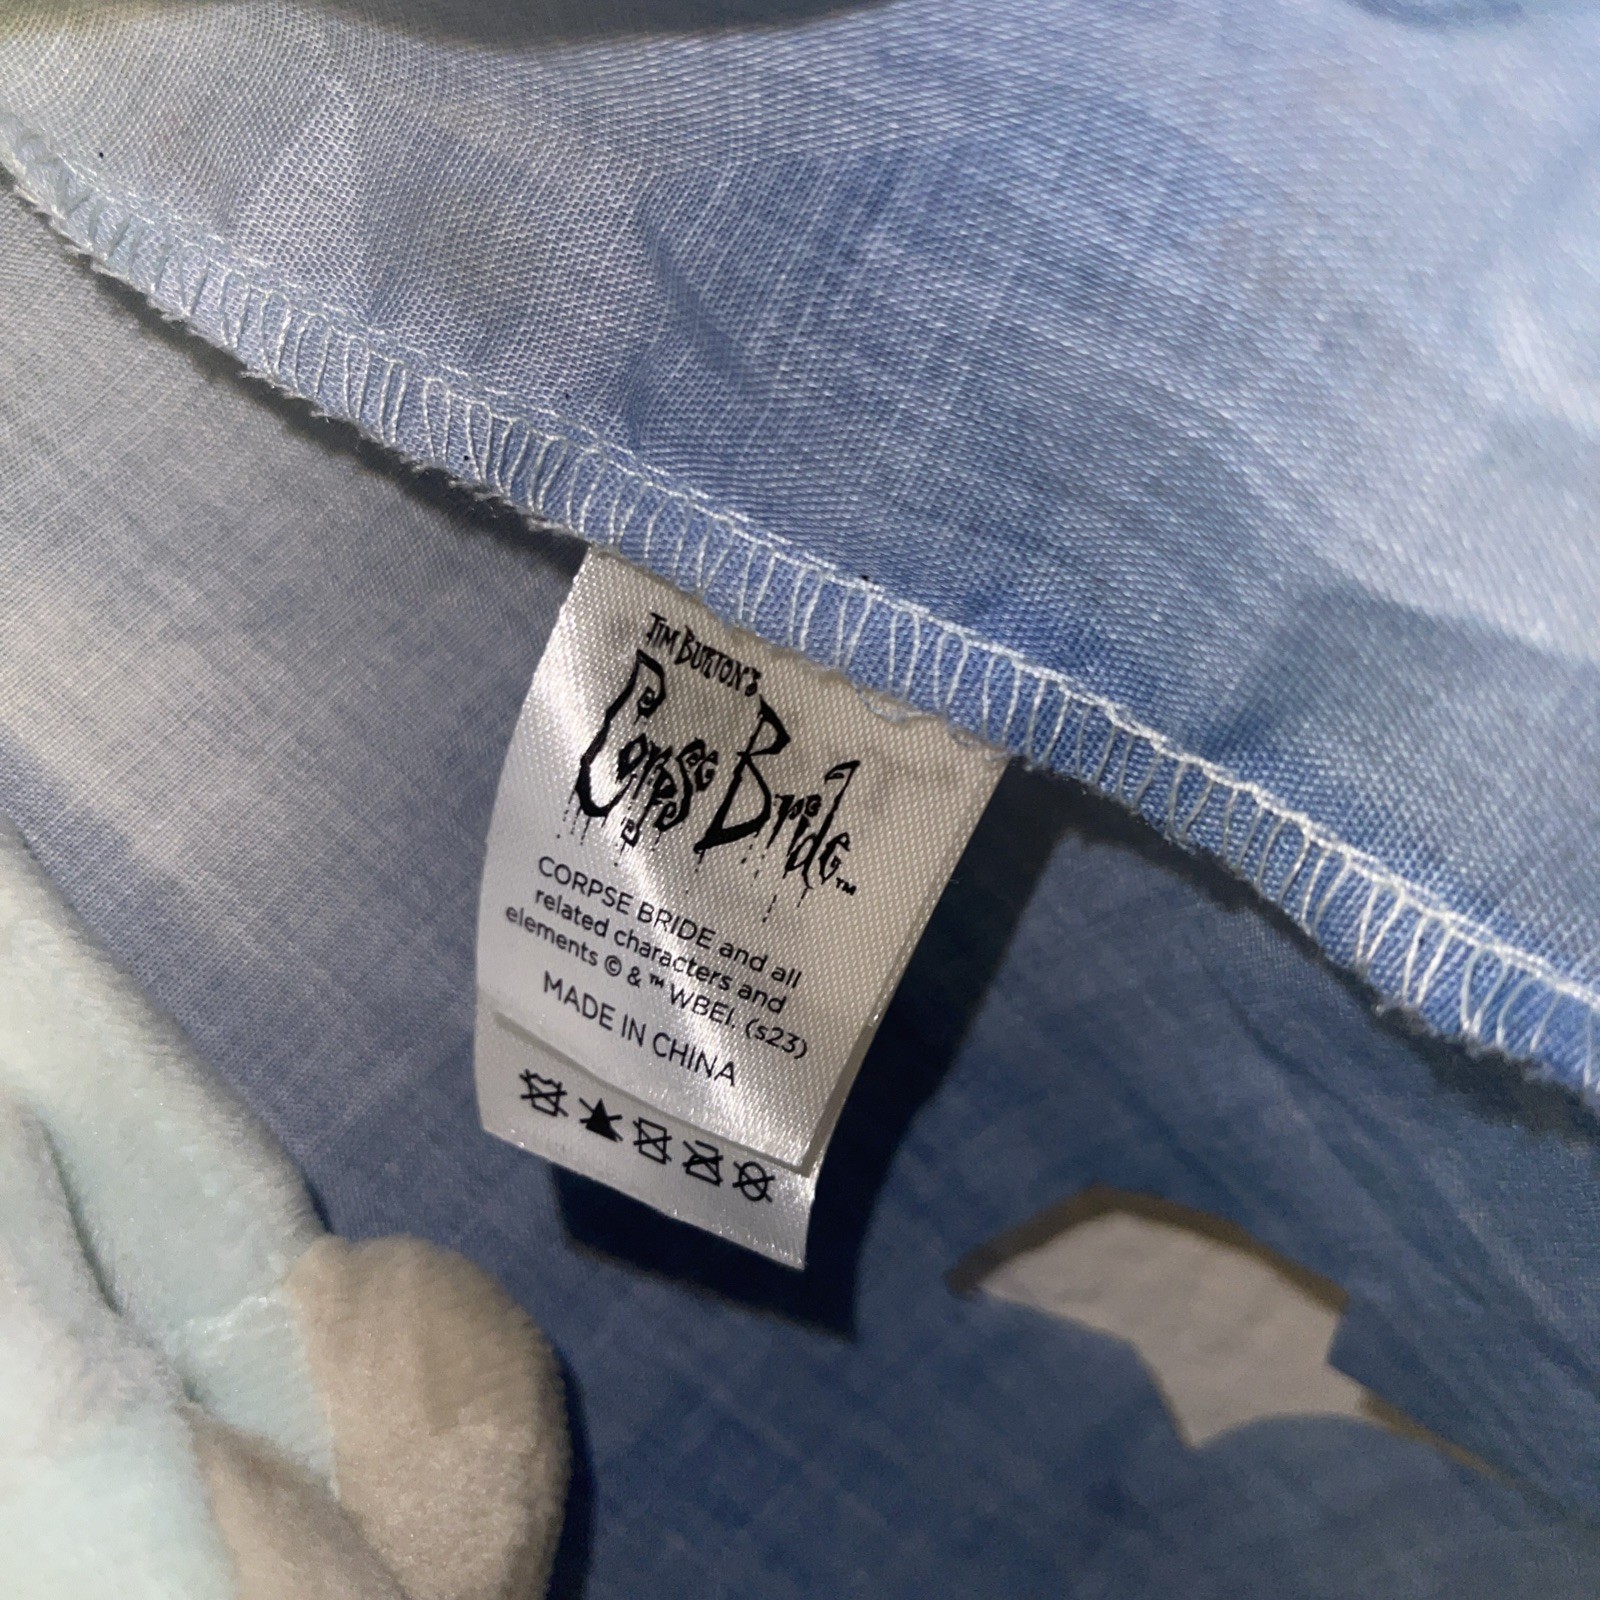 TIM BURTON'S
CORPSE BRIDE™
CORPSE BRIDE and all
related characters and
elements © & ™ WBEI. (s23)
MADE IN CHINA